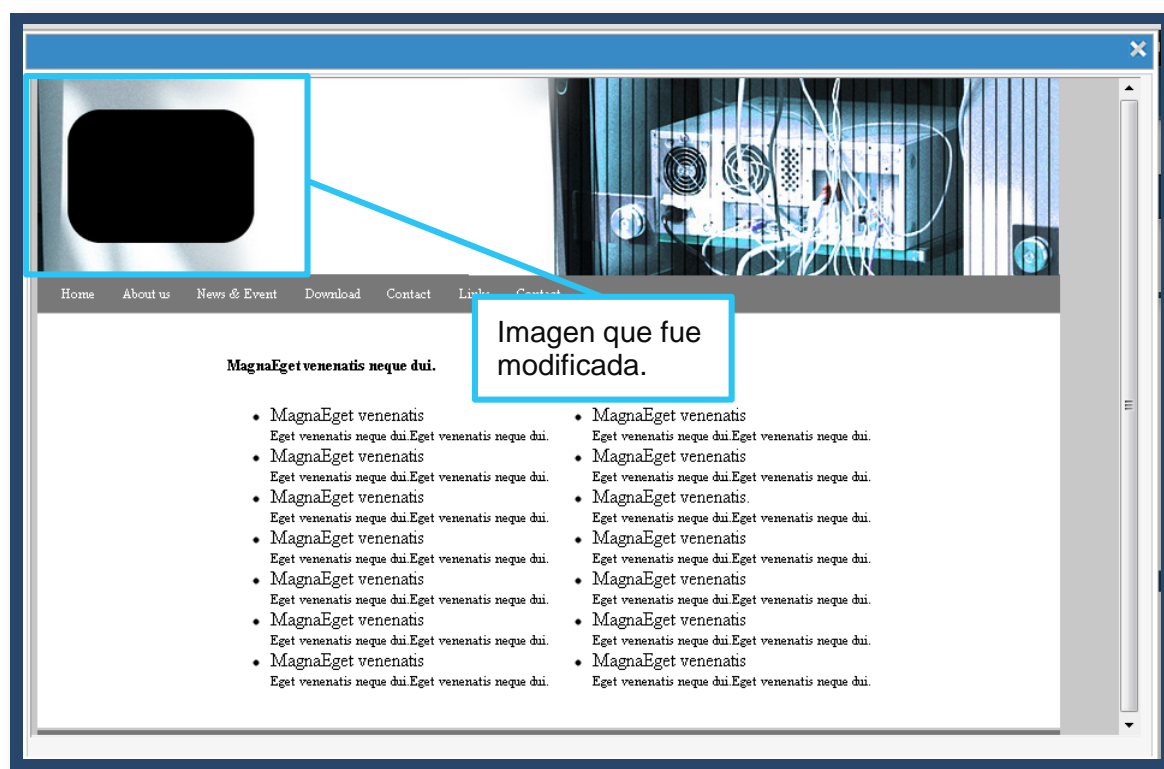 Home About us News & Event Download Contact Links Contact
Imagen que fue
modificada.
MagnaEget venenatis neque dui.
MagnaEget venenatis
Eget venenatis neque dui.Eget venenatis neque dui.
MagnaEget venenatis
Eget venenatis neque dui.Eget venenatis neque dui.
MagnaEget venenatis
Eget venenatis neque dui.Eget venenatis neque dui.
MagnaEget venenatis
Eget venenatis neque dui.Eget venenatis neque dui.
MagnaEget venenatis
Eget venenatis neque dui.Eget venenatis neque dui.
MagnaEget venenatis
Eget venenatis neque dui.Eget venenatis neque dui.
MagnaEget venenatis
Eget venenatis neque dui.Eget venenatis neque dui.
MagnaEget venenatis
Eget venenatis neque dui.Eget venenatis neque dui.
MagnaEget venenatis
Eget venenatis neque dui.Eget venenatis neque dui.
MagnaEget venenatis.
Eget venenatis neque dui.Eget venenatis neque dui.
MagnaEget venenatis
Eget venenatis neque dui.Eget venenatis neque dui.
MagnaEget venenatis
Eget venenatis neque dui.Eget venenatis neque dui.
MagnaEget venenatis
Eget venenatis neque dui.Eget venenatis neque dui.
MagnaEget venenatis
Eget venenatis neque dui.Eget venenatis neque dui.